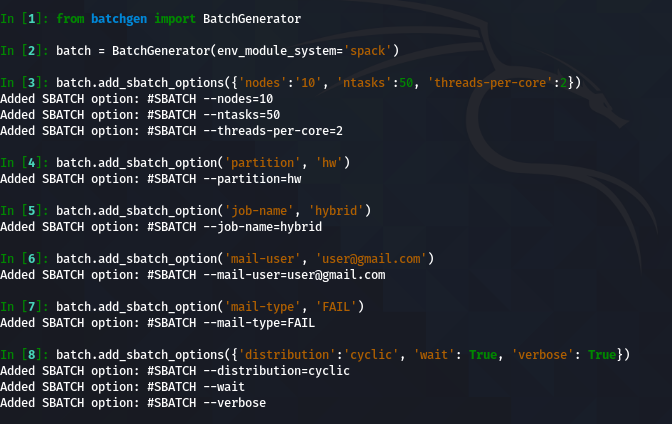 In [1]: from batchgen import BatchGenerator
In [2]: batch = BatchGenerator(env_module_system='spack')
In [3]: batch.add_sbatch_options({'nodes':'10', 'ntasks':50, 'threads-per-core':2})
Added SBATCH option: #SBATCH --nodes=10
Added SBATCH option: #SBATCH --ntasks=50
Added SBATCH option: #SBATCH --threads-per-core=2
In [4]: batch.add_sbatch_option('partition', 'hw')
Added SBATCH option: #SBATCH --partition=hw
In [5]: batch.add_sbatch_option('job-name', 'hybrid')
Added SBATCH option: #SBATCH --job-name=hybrid
In [6]: batch.add_sbatch_option('mail-user', 'user@gmail.com')
Added SBATCH option: #SBATCH --mail-user=user@gmail.com
In [7]: batch.add_sbatch_option('mail-type', 'FAIL')
Added SBATCH option: #SBATCH --mail-type=FAIL
In [8]: batch.add_sbatch_options({'distribution':'cyclic', 'wait': True, 'verbose': True})
Added SBATCH option: #SBATCH --distribution=cyclic
Added SBATCH option: #SBATCH --wait
Added SBATCH option: #SBATCH --verbose